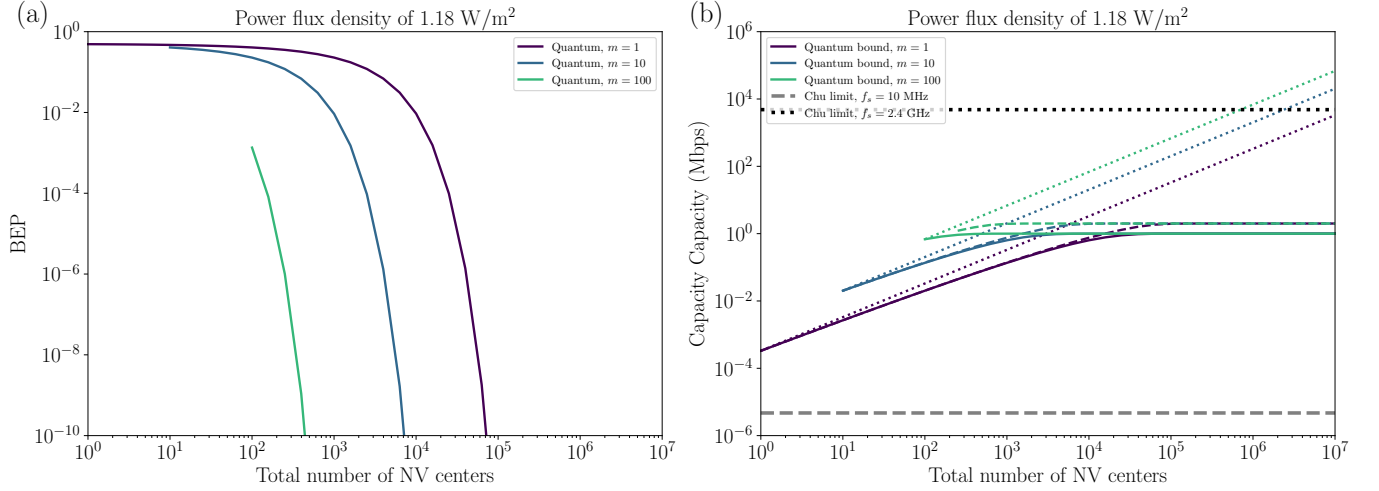 (a)
Power flux density of 1.18 W/m²
10⁰
10⁻²
10⁻⁴
10⁻⁶
10⁻⁸
10⁻¹⁰
BEP
Quantum, m = 1
Quantum, m = 10
Quantum, m = 100
10⁰ 10¹ 10² 10³ 10⁴ 10⁵ 10⁶ 10⁷
Total number of NV centers
(b)
Power flux density of 1.18 W/m²
10⁶
10⁴
10²
10⁰
10⁻²
10⁻⁴
10⁻⁶
Capacity Capacity (Mbps)
Quantum bound, m = 1
Quantum bound, m = 10
Quantum bound, m = 100
Chu limit, fₛ = 10 MHz
Chu limit, fₛ = 2.4 GHz
10⁰ 10¹ 10² 10³ 10⁴ 10⁵ 10⁶ 10⁷
Total number of NV centers